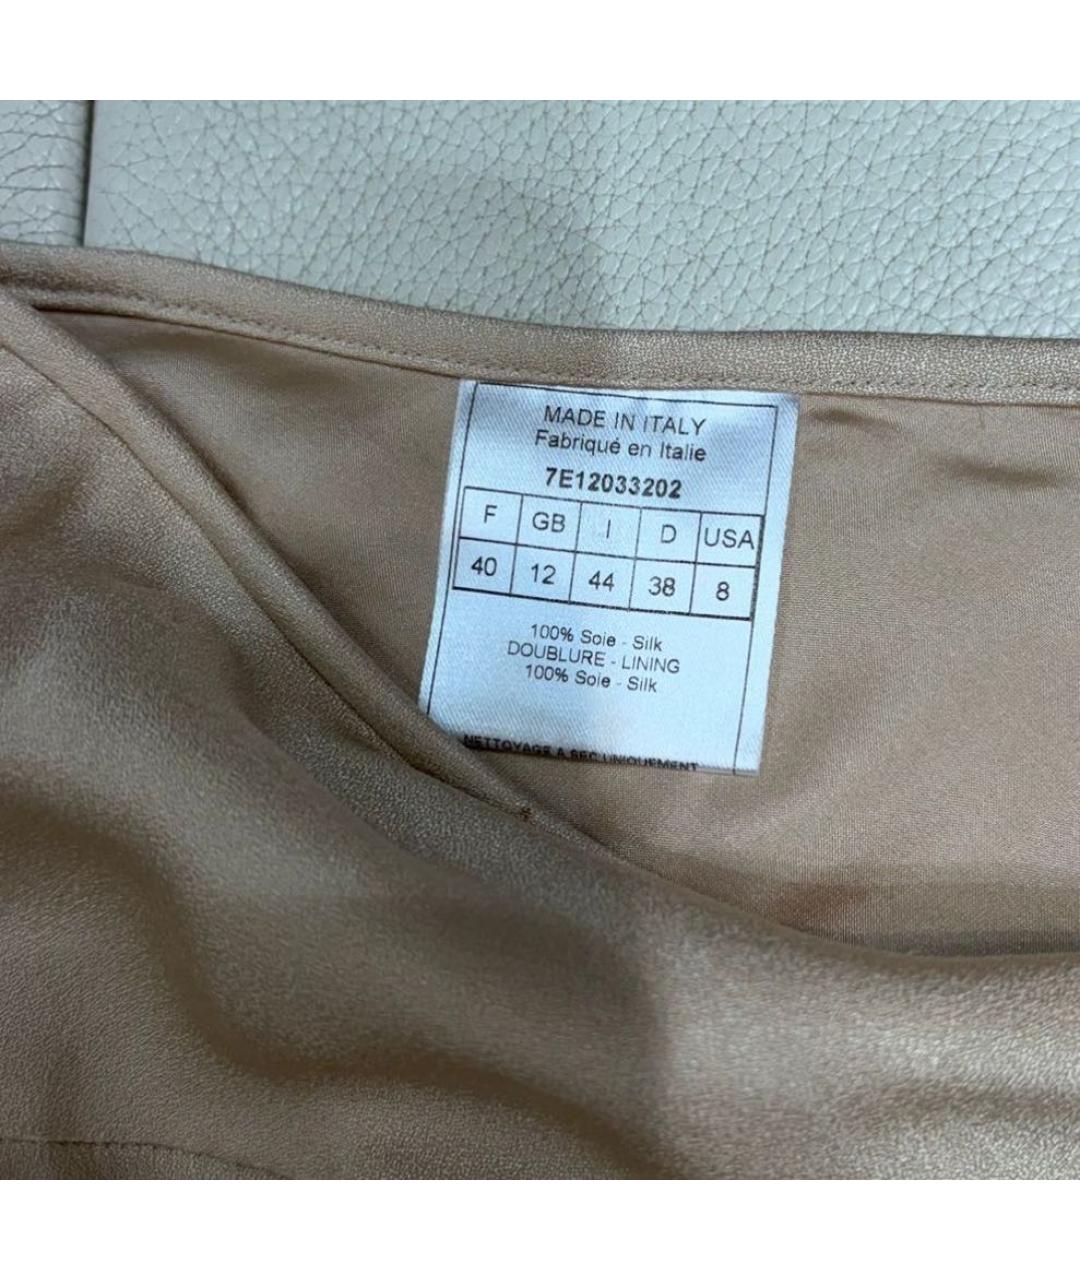 MADE IN ITALY
Fabriqué en Italie
7E12033202
F GB I D USA
40 12 44 38 8
100% Soie - Silk
DOUBLURE - LINING
100% Soie - Silk
NETTOYAGE A SEC UNIQUEMENT